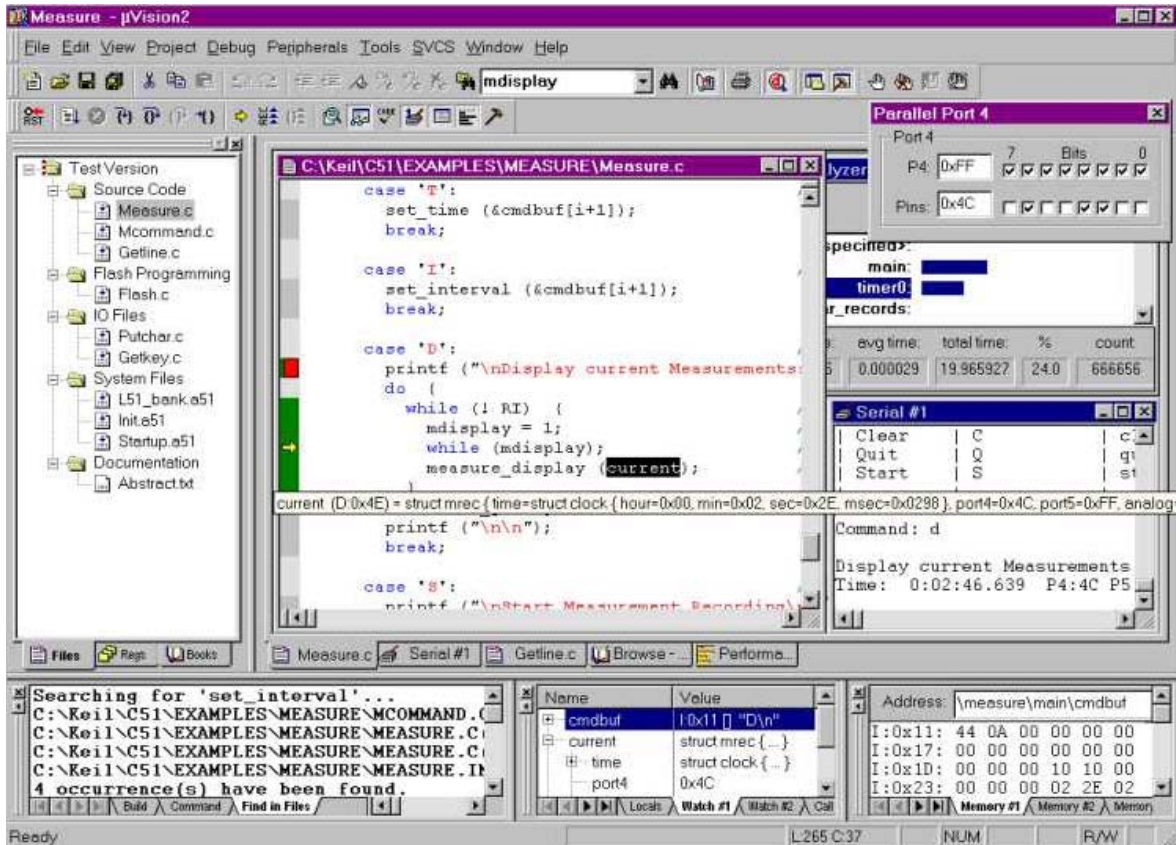 Measure - µVision2
File Edit View Project Debug Peripherals Tools SVCS Window Help
mdisplay
RST
Test Version
Source Code
Measure.c
Mcommand.c
Getline.c
Flash Programming
Flash.c
IO Files
Putchar.c
Getkey.c
System Files
L51_bank.a51
Init.a51
Startup.a51
Documentation
Abstract.txt
Files Regs Books
C:\Keil\C51\EXAMPLES\MEASURE\Measure.c
case 'T':
set_time (&cmdbuf[i+1]);
break;
case 'I':
set_interval (&cmdbuf[i+1]);
break;
case 'D':
printf ("\nDisplay current Measurements:
do {
while (! RI) {
mdisplay = 1;
while (mdisplay);
measure_display (current);
current (D:0x4E) = struct mrec { time=struct clock { hour=0x00, min=0x02, sec=0x2E, msec=0x0298 }, port4=0x4C, port5=0xFF, analog=
printf ("\n\n");
break;
case 'S':
printf ("\nStart Measurement Recording\
Measure.c Serial #1 Getline.c Browse - ... Performa...
Parallel Port 4
Port 4
7 Bits 0
P4: 0xFF
Pins: 0x4C
lyzer
specified>:
main:
timer0:
ar_records:
avg time: total time: % count
0.000029 19.965927 24.0 666656
Serial #1
| Clear | C | c
| Quit | Q | q
| Start | S | s
Command: d
Display current Measurements
Time: 0:02:46.639 P4:4C P5
Searching for 'set_interval'...
C:\Keil\C51\EXAMPLES\MEASURE\MCOMMAND.C
C:\Keil\C51\EXAMPLES\MEASURE\MEASURE.C(
C:\Keil\C51\EXAMPLES\MEASURE\MEASURE.C(
C:\Keil\C51\EXAMPLES\MEASURE\MEASURE.IN
4 occurrence(s) have been found.
Build Command Find in Files
Name Value
cmdbuf I:0x11 [] "D\n"
current struct mrec { ... }
time struct clock { ... }
port4 0x4C
Locals Watch #1 Watch #2 Call
Address: \measure\main\cmdbuf
I:0x11: 44 0A 00 00 00 00
I:0x17: 00 00 00 00 00 00
I:0x1D: 00 00 00 10 10 00
I:0x23: 00 00 00 02 2E 02
Memory #1 Memory #2 Memory
Ready L:265 C:37 NUM R/W